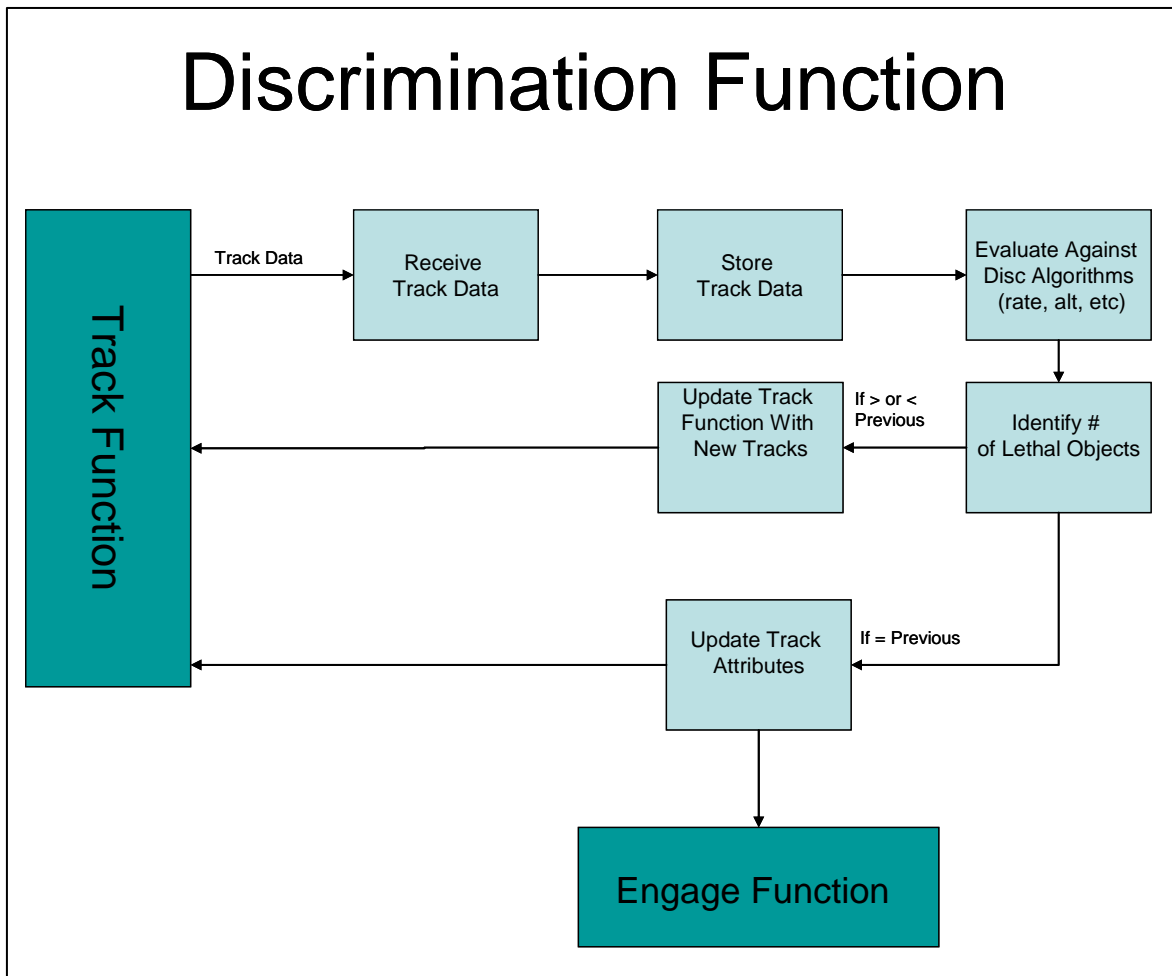 Discrimination Function
Track Function
Track Data
Receive
Track Data
Store
Track Data
Evaluate Against
Disc Algorithms
(rate, alt, etc)
Update Track
Function With
New Tracks
If > or <
Previous
Identify #
of Lethal Objects
Update Track
Attributes
If = Previous
Engage Function